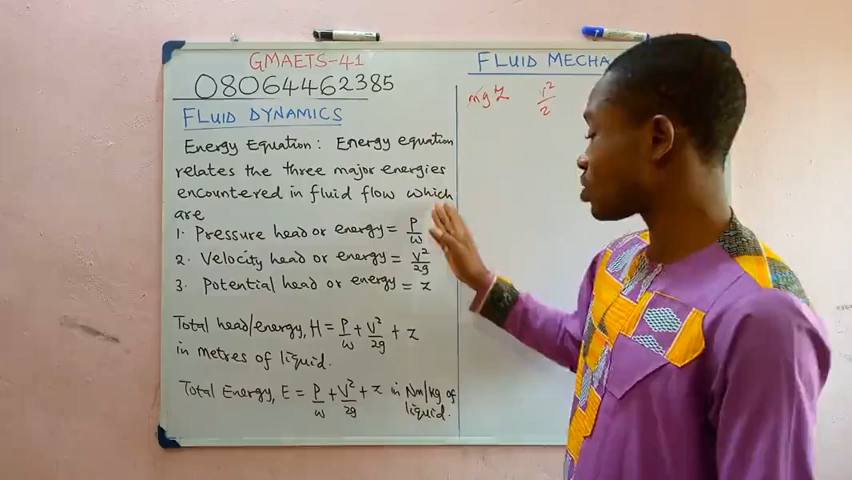 GMAETS-41
08064462385
FLUID DYNAMICS
Energy Equation: Energy equation
relates the three major energies
encountered in fluid flow which
are
1. Pressure head or energy = P/w
2. Velocity head or energy = V²/2g
3. Potential head or energy = z
Total head/energy, H = P/w + V²/2g + z
in metres of liquid.
Total Energy, E = P/w + V²/2g + z in Nm/kg of
liquid.
FLUID MECHA
mgZ v²/2